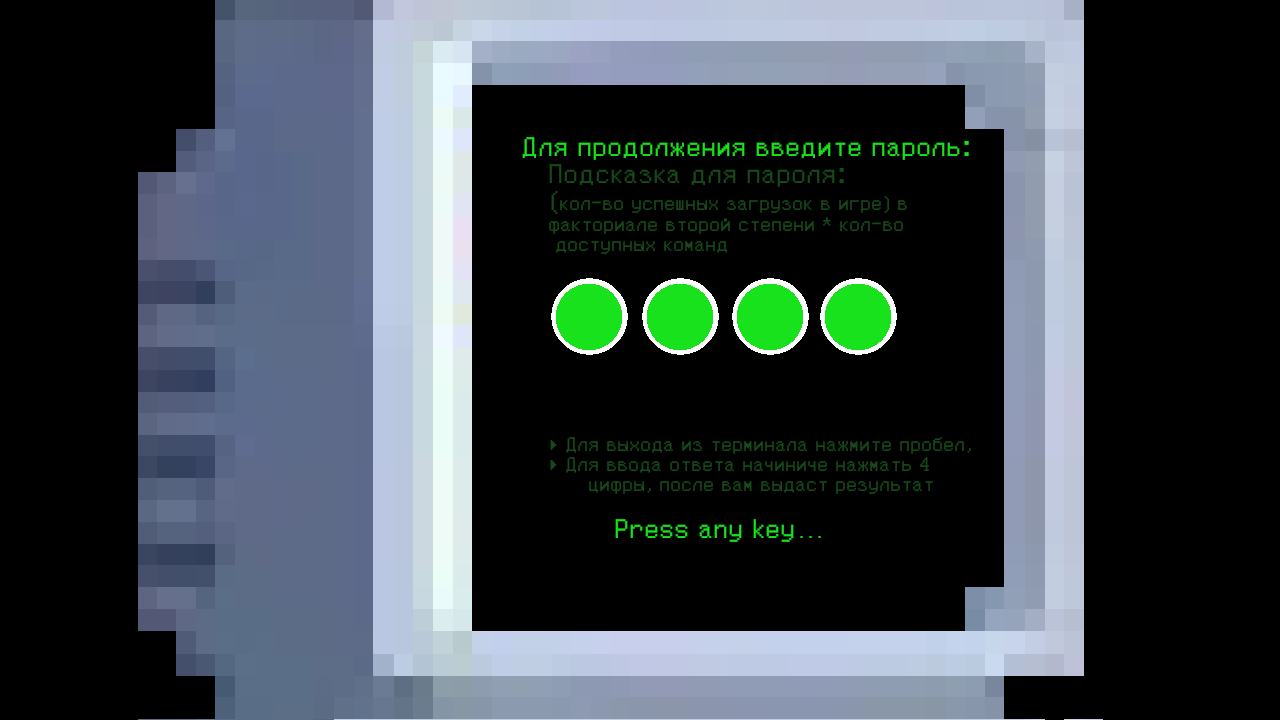 Для продолжения введите пароль:
Подсказка для пароля:
(кол-во успешных загрузок в игре) в
факториале второй степени * кол-во
доступных команд
‣ Для выхода из терминала нажмите пробел,
‣ Для ввода ответа начиниче нажмать 4
цифры, после вам выдаст результат
Press any key...